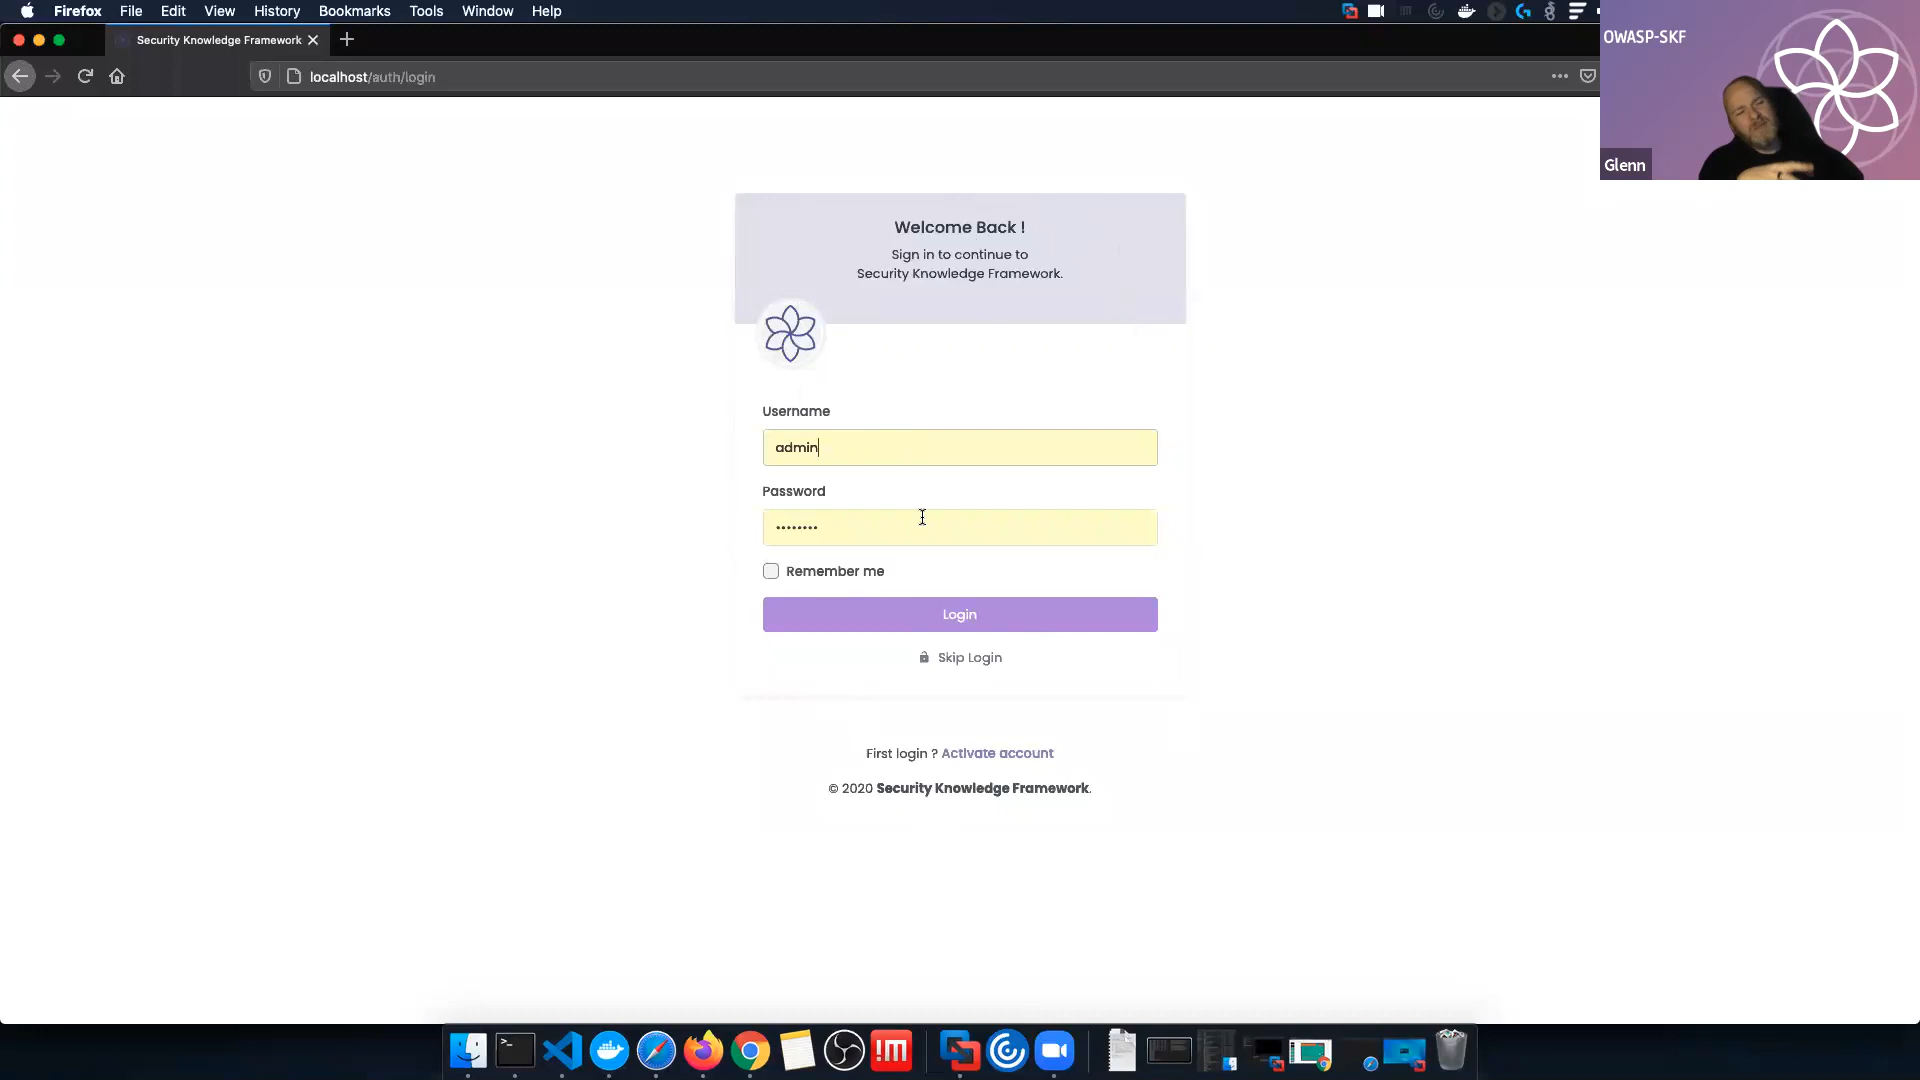 Firefox File Edit View History Bookmarks Tools Window Help
Security Knowledge Framework
localhost/auth/login
OWASP-SKF
Glenn
Welcome Back !
Sign in to continue to
Security Knowledge Framework.
Username
admin
Password
••••••••
Remember me
Login
Skip Login
First login ? Activate account
© 2020 Security Knowledge Framework.
!M